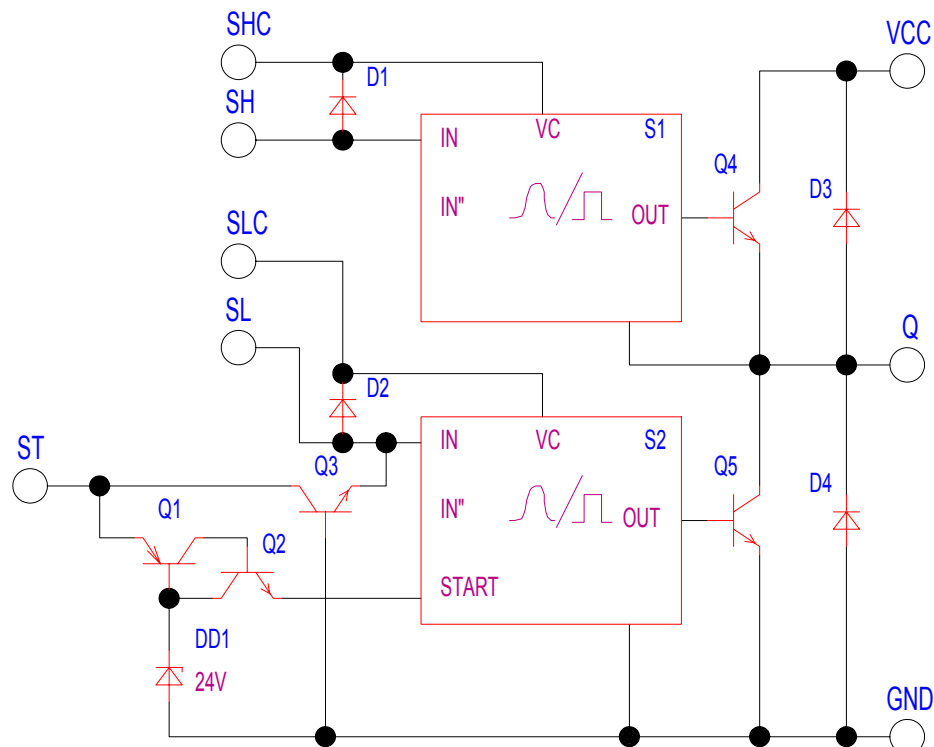 SHC
VCC
D1
SH
IN
VC
S1
Q4
IN"
OUT
D3
SLC
SL
Q
D2
IN
VC
S2
ST
Q3
Q5
D4
Q1
IN"
OUT
Q2
START
DD1
24V
GND